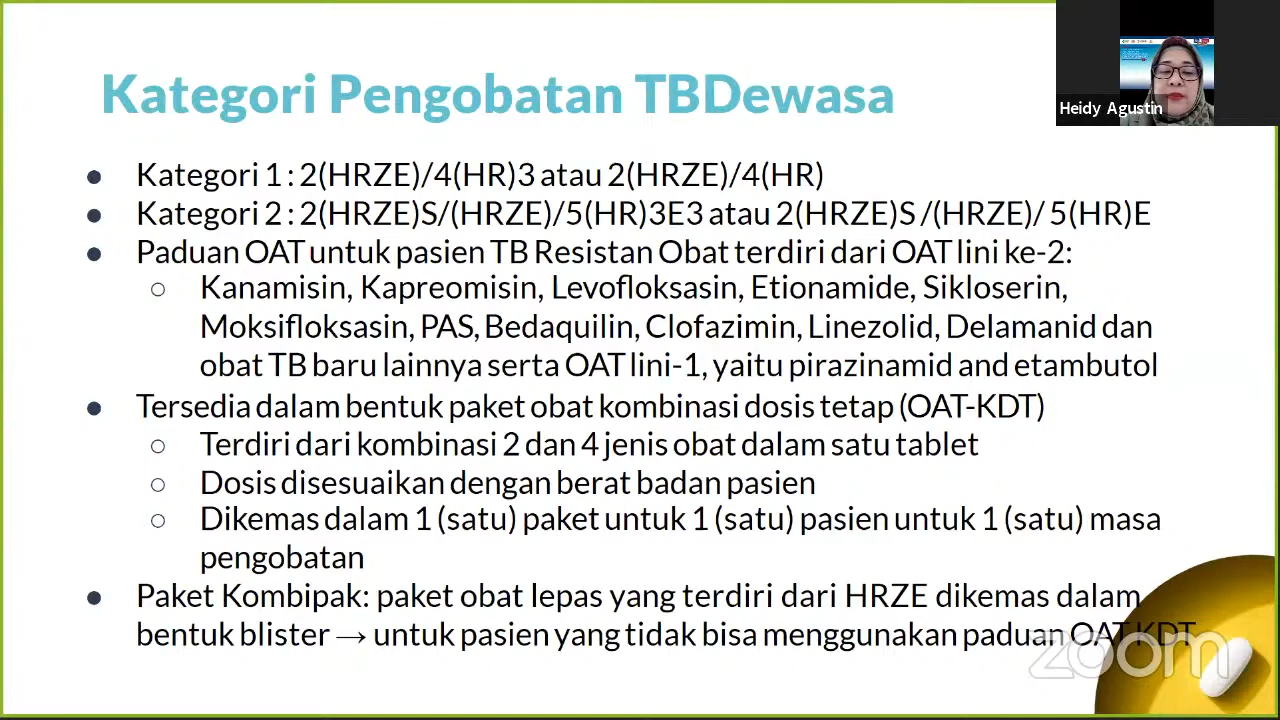 Kategori Pengobatan TBDewasa
Heidy Agustin
● Kategori 1 : 2(HRZE)/4(HR)3 atau 2(HRZE)/4(HR)
● Kategori 2 : 2(HRZE)S/(HRZE)/5(HR)3E3 atau 2(HRZE)S /(HRZE)/ 5(HR)E
● Paduan OAT untuk pasien TB Resistan Obat terdiri dari OAT lini ke-2:
○ Kanamisin, Kapreomisin, Levofloksasin, Etionamide, Sikloserin,
Moksifloksasin, PAS, Bedaquilin, Clofazimin, Linezolid, Delamanid dan
obat TB baru lainnya serta OAT lini-1, yaitu pirazinamid and etambutol
● Tersedia dalam bentuk paket obat kombinasi dosis tetap (OAT-KDT)
○ Terdiri dari kombinasi 2 dan 4 jenis obat dalam satu tablet
○ Dosis disesuaikan dengan berat badan pasien
○ Dikemas dalam 1 (satu) paket untuk 1 (satu) pasien untuk 1 (satu) masa
pengobatan
● Paket Kombipak: paket obat lepas yang terdiri dari HRZE dikemas dalam
bentuk blister → untuk pasien yang tidak bisa menggunakan paduan OAT KDT
zoom